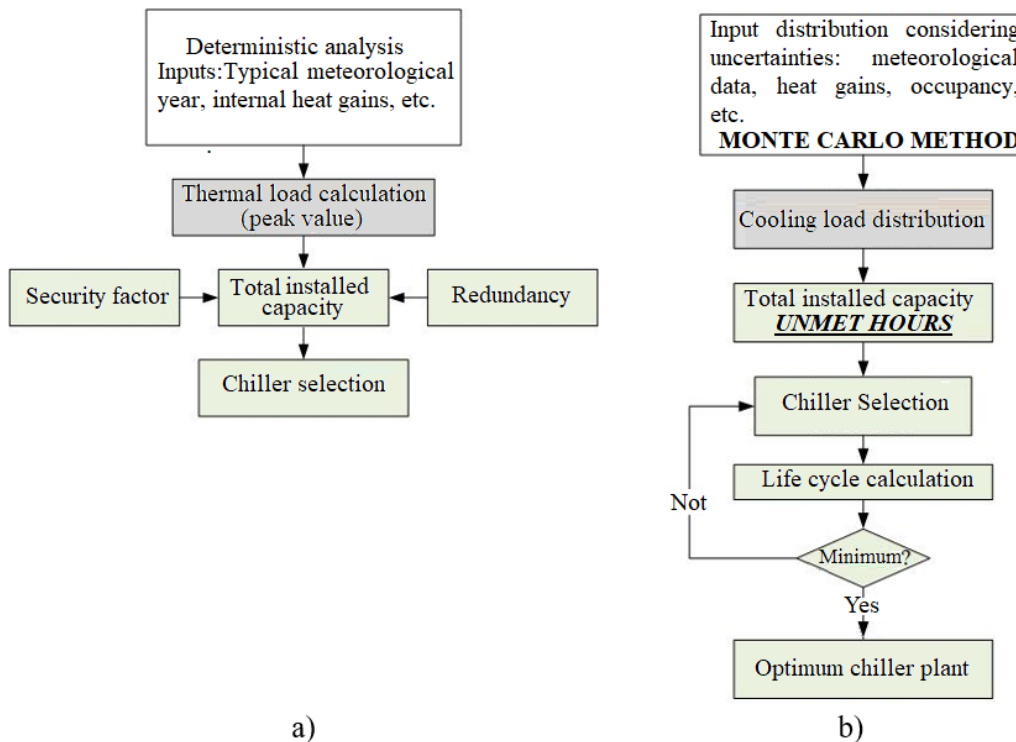 Deterministic analysis
Inputs:Typical meteorological
year, internal heat gains, etc.
Thermal load calculation
(peak value)
Security factor
Total installed
capacity
Redundancy
Chiller selection
a)
Input distribution considering
uncertainties: meteorological
data, heat gains, occupancy,
etc.
MONTE CARLO METHOD
Cooling load distribution
Total installed capacity
UNMET HOURS
Chiller Selection
Life cycle calculation
Not
Minimum?
Yes
Optimum chiller plant
b)